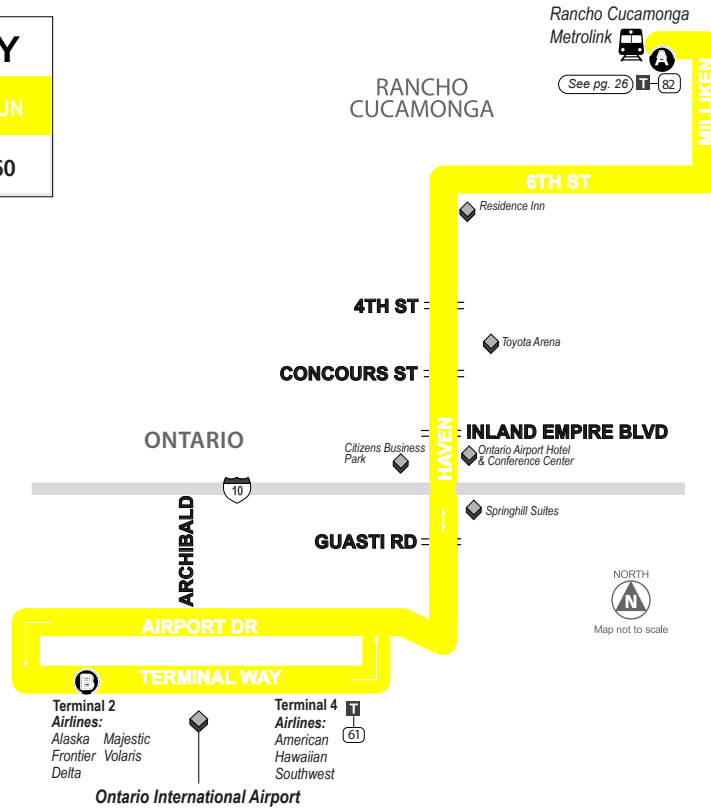 Y
UN
60
Rancho Cucamonga
Metrolink
A
See pg. 26
T
82
MILLIKEN
RANCHO
CUCAMONGA
6TH ST
Residence Inn
4TH ST
Toyota Arena
CONCOURS ST
ONTARIO
INLAND EMPIRE BLVD
HAVEN
Citizens Business
Park
Ontario Airport Hotel
& Conference Center
10
ARCHIBALD
Springhill Suites
GUASTI RD
NORTH
N
Map not to scale
AIRPORT DR
TERMINAL WAY
B
Terminal 2
Airlines:
Alaska Majestic
Frontier Volaris
Delta
Terminal 4
T
61
Airlines:
American
Hawaiian
Southwest
Ontario International Airport